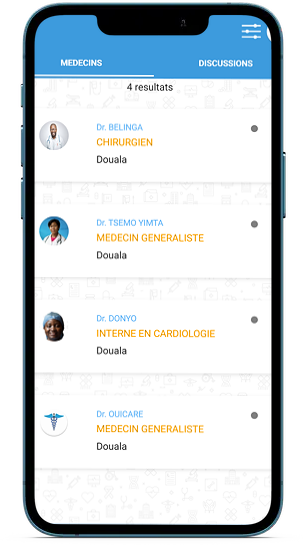 MEDECINS
DISCUSSIONS
4 resultats
Dr. BELINGA
CHIRURGIEN
Douala
Dr. TSEMO YIMTA
MEDECIN GENERALISTE
Douala
Dr. DONYO
INTERNE EN CARDIOLOGIE
Douala
Dr. OUICARE
MEDECIN GENERALISTE
Douala